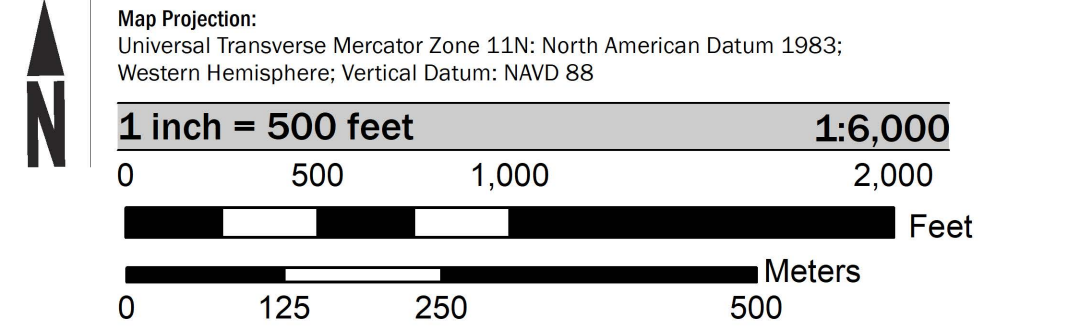 N
Map Projection:
Universal Transverse Mercator Zone 11N: North American Datum 1983;
Western Hemisphere; Vertical Datum: NAVD 88
1 inch = 500 feet 1:6,000
0 500 1,000 2,000
Feet
Meters
0 125 250 500